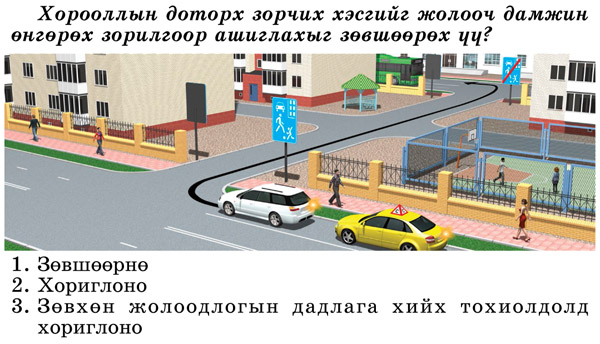 Хорооллын доторх зорчих хэсгийг жолооч дамжин
өнгөрөх зорилгоор ашиглахыг зөвшөөрөх үү?
1. Зөвшөөрнө
2. Хориглоно
3. Зөвхөн жолоодлогын дадлага хийх тохиолдолд
хориглоно